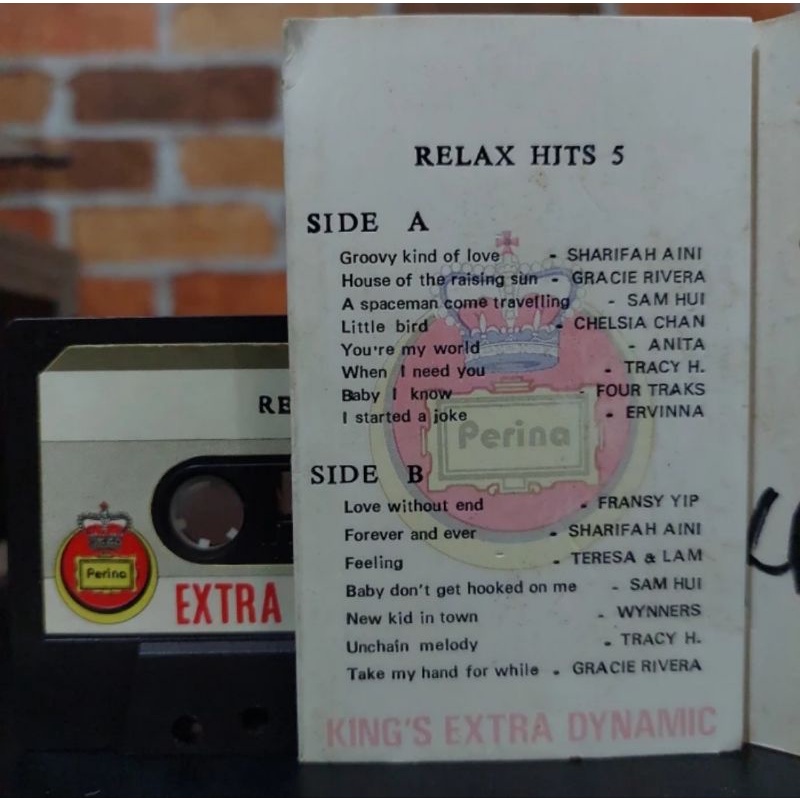 RELAX HITS 5
SIDE A
Groovy kind of love - SHARIFAH AINI
House of the raising sun - GRACIE RIVERA
A spaceman come travelling - SAM HUI
Little bird - CHELSIA CHAN
You're my world - ANITA
When I need you - TRACY H.
Baby I know - FOUR TRAKS
I started a joke - ERVINNA
Perina
SIDE B
Love without end - FRANSY YIP
Forever and ever - SHARIFAH AINI
Feeling - TERESA & LAM
Baby don't get hooked on me - SAM HUI
New kid in town - WYNNERS
Unchain melody - TRACY H.
Take my hand for while - GRACIE RIVERA
KING'S EXTRA DYNAMIC
RE
Perina
EXTRA